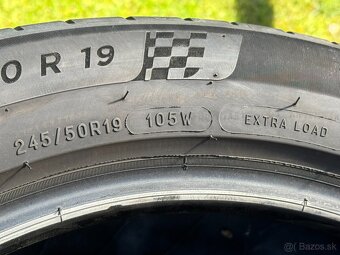 0 R 19
245/50R19 105W EXTRA LOAD
Bazos.sk